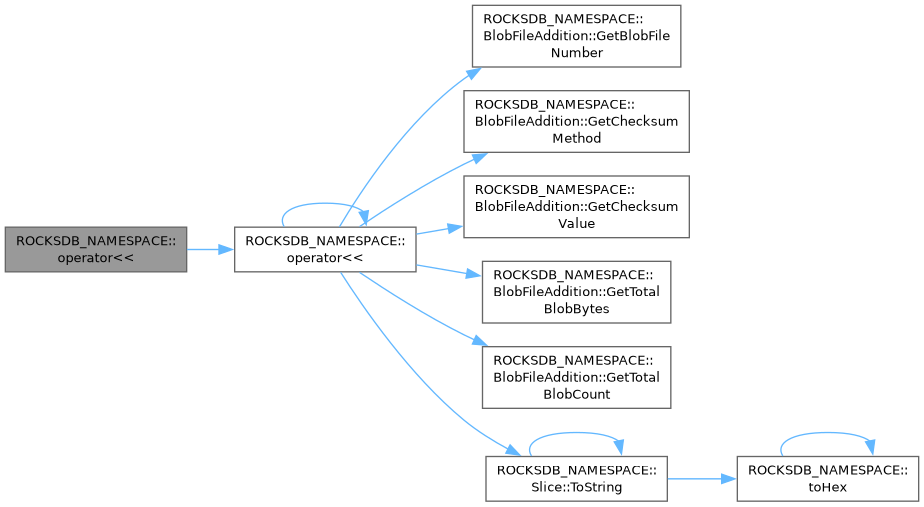 ROCKSDB_NAMESPACE::
BlobFileAddition::GetBlobFile
Number
ROCKSDB_NAMESPACE::
BlobFileAddition::GetChecksum
Method
ROCKSDB_NAMESPACE::
BlobFileAddition::GetChecksum
Value
ROCKSDB_NAMESPACE::
operator<<
ROCKSDB_NAMESPACE::
operator<<
ROCKSDB_NAMESPACE::
BlobFileAddition::GetTotal
BlobBytes
ROCKSDB_NAMESPACE::
BlobFileAddition::GetTotal
BlobCount
ROCKSDB_NAMESPACE::
Slice::ToString
ROCKSDB_NAMESPACE::
toHex